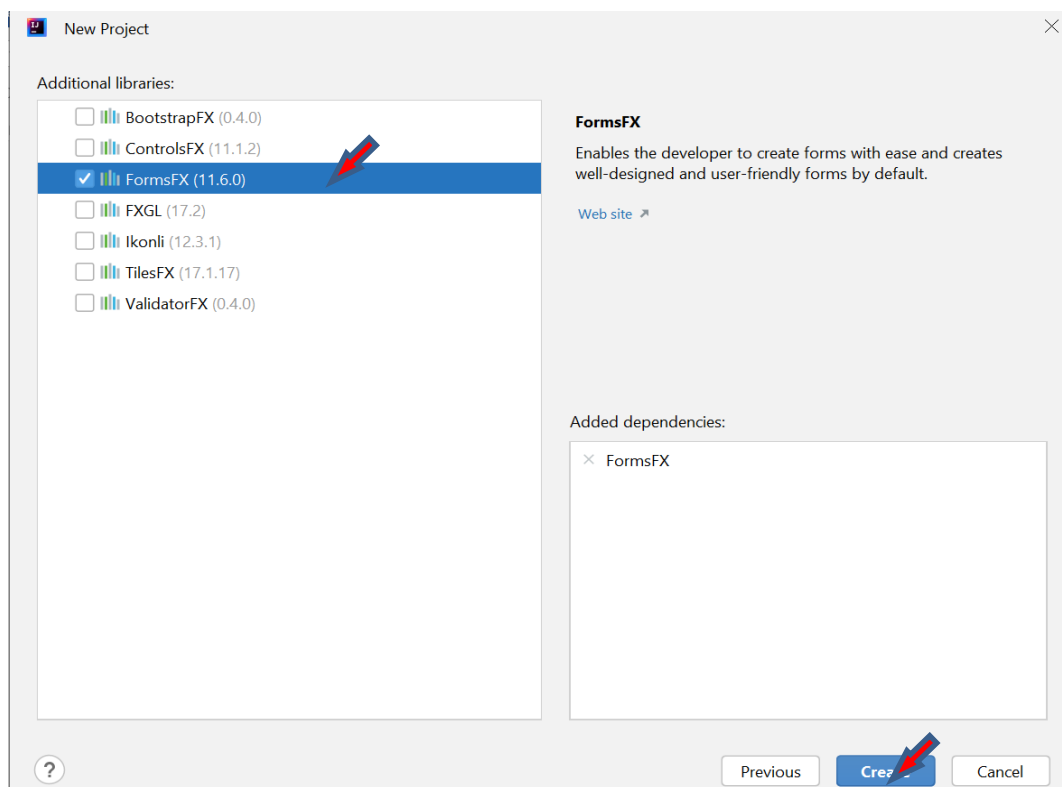 New Project
Additional libraries:
BootstrapFX (0.4.0)
ControlsFX (11.1.2)
FormsFX (11.6.0)
FXGL (17.2)
Ikonli (12.3.1)
TilesFX (17.1.17)
ValidatorFX (0.4.0)
FormsFX
Enables the developer to create forms with ease and creates
well-designed and user-friendly forms by default.
Web site
Added dependencies:
FormsFX
?
Previous
Create
Cancel